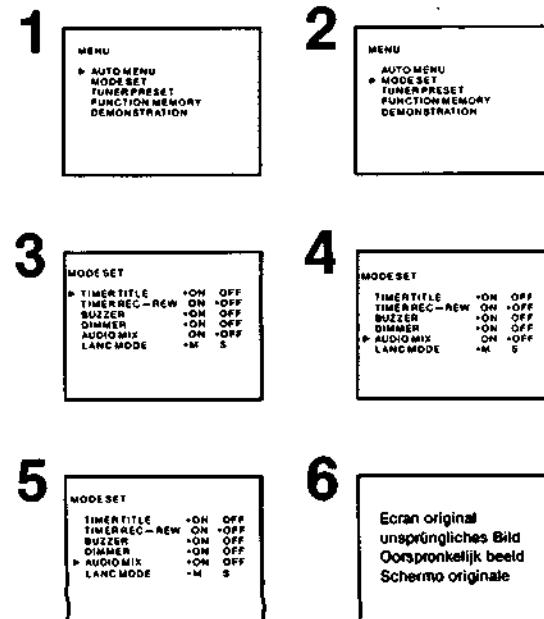 1
MENU
▶ AUTO MENU
MODE SET
TUNER PRESET
FUNCTION MEMORY
DEMONSTRATION
2
MENU
AUTO MENU
▶ MODE SET
TUNER PRESET
FUNCTION MEMORY
DEMONSTRATION
3
MODE SET
▶ TIMER TITLE •ON OFF
TIMER REC—REW ON •OFF
BUZZER •ON OFF
DIMMER •ON OFF
AUDIO MIX ON •OFF
LANC MODE •M S
4
MODE SET
TIMER TITLE •ON OFF
TIMER REC—REW ON •OFF
BUZZER •ON OFF
DIMMER •ON OFF
▶ AUDIO MIX ON •OFF
LANC MODE •M S
5
MODE SET
TIMER TITLE •ON OFF
TIMER REC—REW ON •OFF
BUZZER •ON OFF
DIMMER •ON OFF
▶ AUDIO MIX •ON OFF
LANC MODE •M S
6
Ecran original
unsprüngliches Bild
Oorspronkelijk beeld
Schermo originale